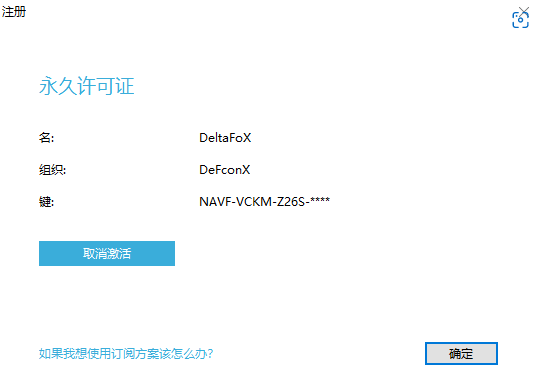 注册
永久许可证
名: DeltaFoX
组织: DeFconX
键: NAVF-VCKM-Z26S-****
取消激活
如果我想使用订阅方案该怎么办?
确定